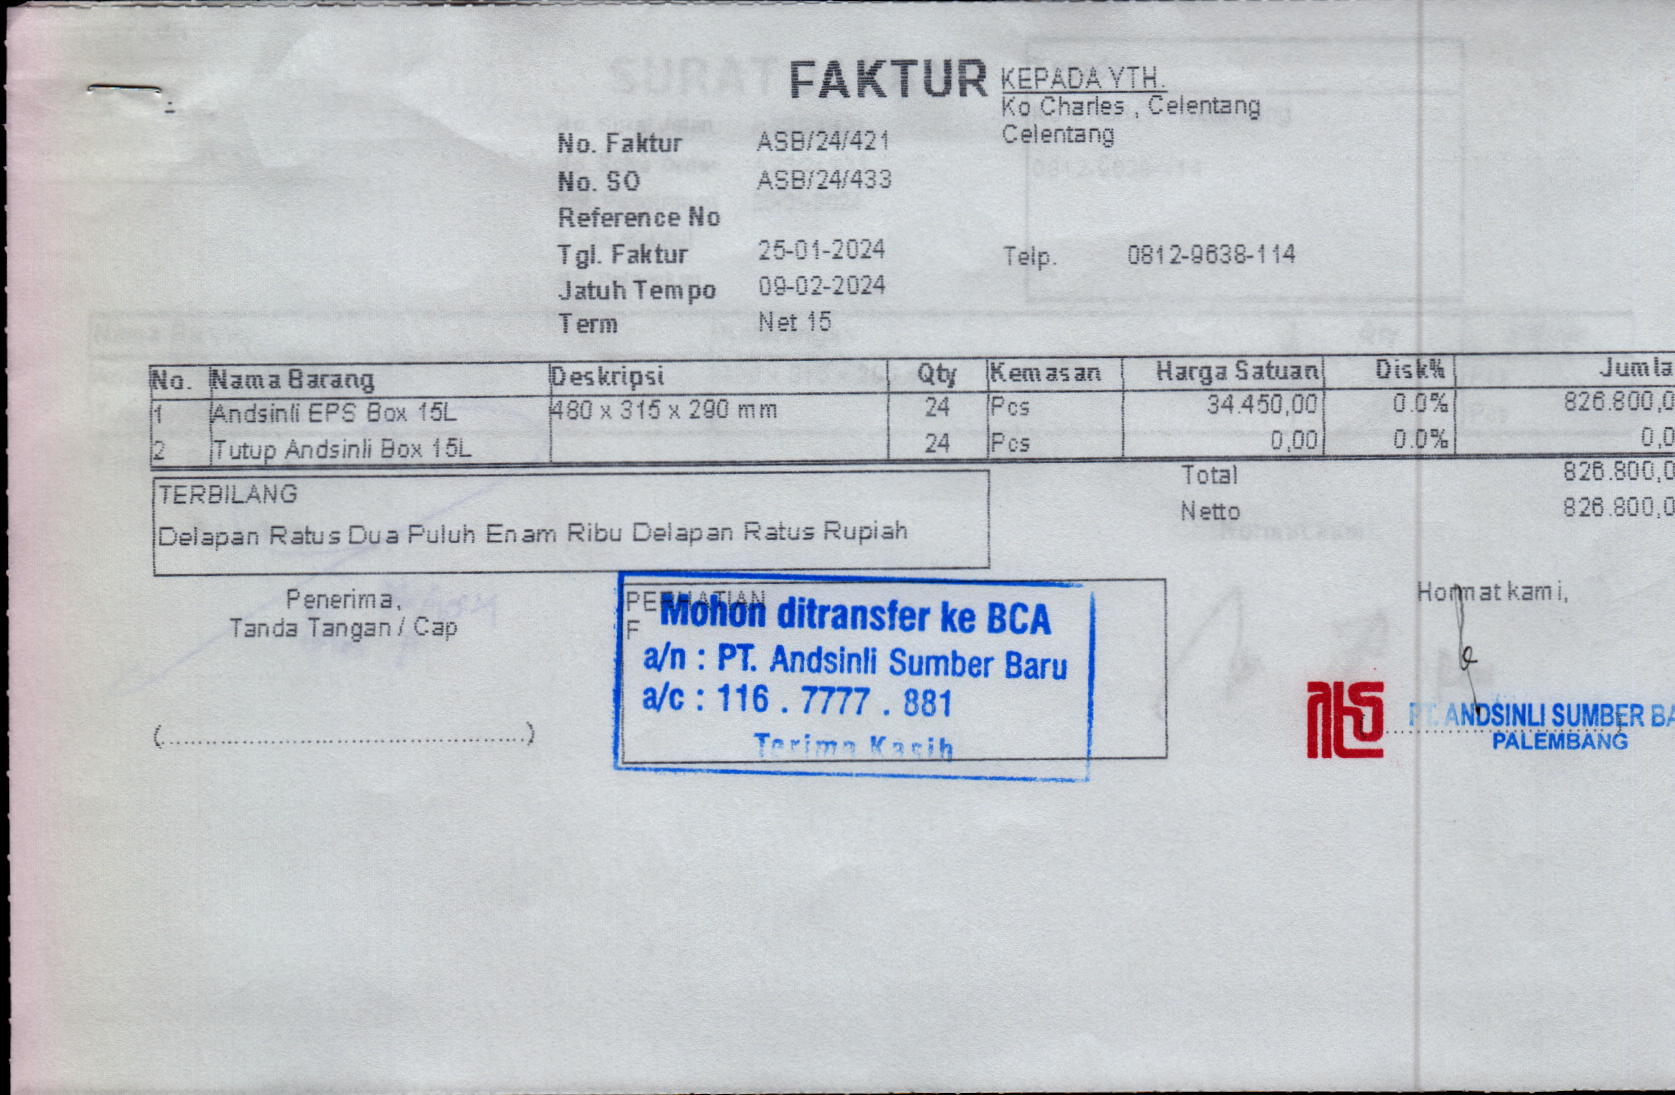 FAKTUR
KEPADA YTH.
Ko Charles , Celentang
Celentang
No. Faktur ASB/24/421
No. SO ASB/24/433
Reference No
Tgl. Faktur 25-01-2024
Telp. 0812-9638-114
Jatuh Tempo 09-02-2024
Term Net 15
No. Nama Barang Deskripsi Qty Kemasan Harga Satuan Disk% Jumla
1 Andsinli EPS Box 15L 480 x 315 x 290 mm 24 Pcs 34.450,00 0.0% 826.800,0
2 Tutup Andsinli Box 15L 24 Pcs 0,00 0.0% 0,0
Total 826.800,0
Netto 826.800,0
TERBILANG
Delapan Ratus Dua Puluh Enam Ribu Delapan Ratus Rupiah
Penerima,
Tanda Tangan / Cap
(..................................................)
PERHATIAN
F
Mohon ditransfer ke BCA
a/n : PT. Andsinli Sumber Baru
a/c : 116 . 7777 . 881
Terima Kasih
Hormat kami,
PT. ANDSINLI SUMBER BA
PALEMBANG